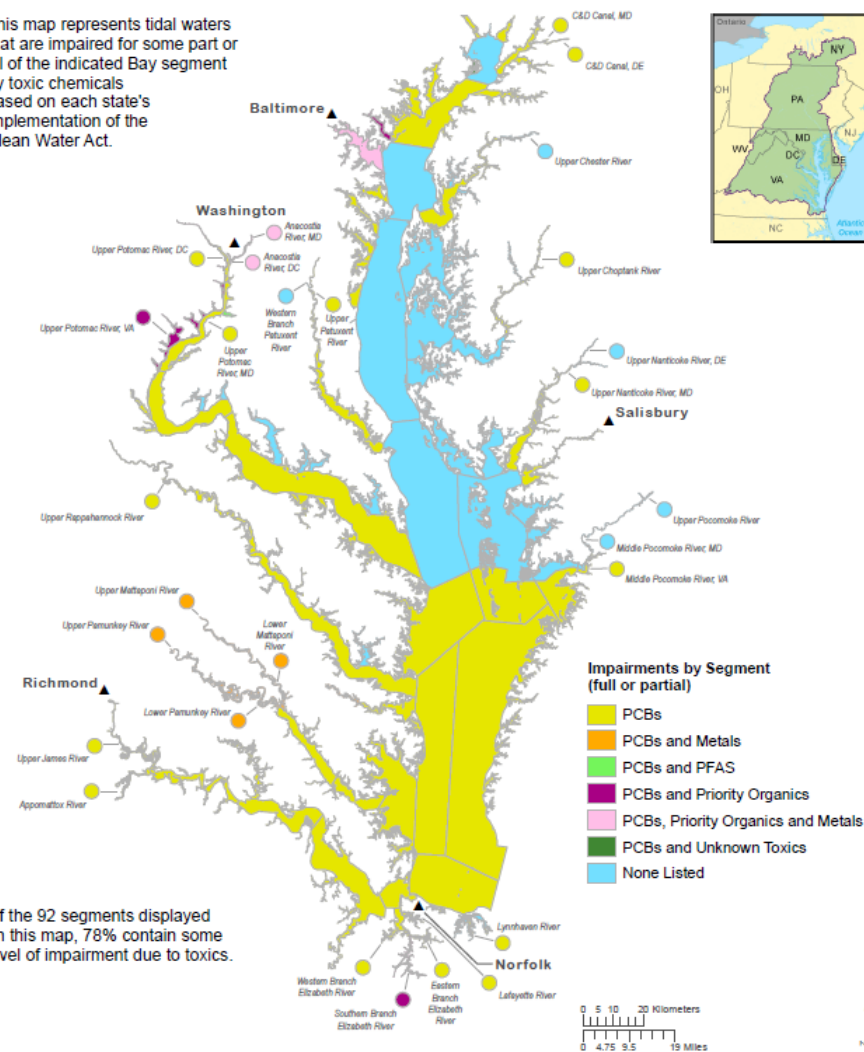 his map represents tidal waters
at are impaired for some part or
l of the indicated Bay segment
y toxic chemicals
ased on each state's
mplementation of the
lean Water Act.
C&D Canal, MD
C&D Canal, DE
Baltimore
Upper Chester River
Washington
Anacostia
River, MD
Upper Potomac River, DC
Anacostia
River, DC
Upper Choptank River
Western
Branch
Patuxent
River
Upper
Patuxent
River
Upper Potomac River, VA
Upper
Potomac
River, MD
Upper Nanticoke River, DE
Upper Nanticoke River, MD
Salisbury
Upper Rappahannock River
Upper Pocomoke River
Middle Pocomoke River, MD
Middle Pocomoke River, VA
Upper Mattaponi River
Upper Pamunkey River
Lower
Mattaponi
River
Richmond
Lower Pamunkey River
Upper James River
Appomattox River
Ontario
NY
OH
PA
NJ
MD
WV
DC
DE
VA
NC
Atlantic
Ocean
Impairments by Segment
(full or partial)
PCBs
PCBs and Metals
PCBs and PFAS
PCBs and Priority Organics
PCBs, Priority Organics and Metals
PCBs and Unknown Toxics
None Listed
f the 92 segments displayed
n this map, 78% contain some
evel of impairment due to toxics.
Lynnhaven River
Norfolk
Western Branch
Elizabeth River
Eastern
Branch
Elizabeth
River
Lafayette River
Southern Branch
Elizabeth River
0 5 10 20 Kilometers
0 4.75 9.5 19 Miles